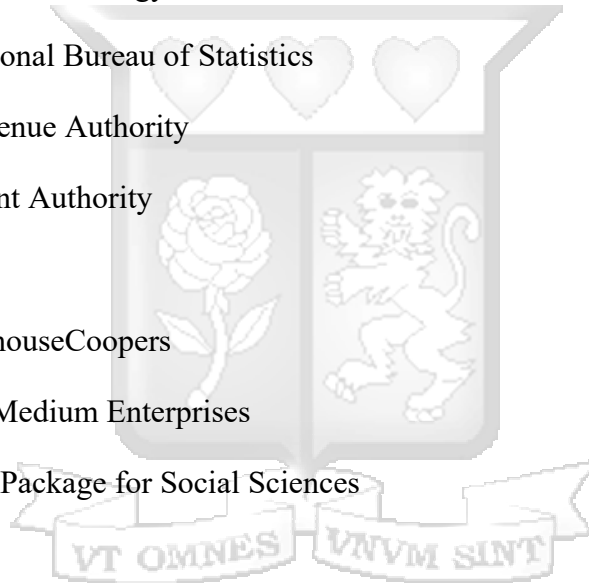 onal Bureau of Statistics
enue Authority
nt Authority
houseCoopers
Medium Enterprises
Package for Social Sciences
VT OMNES VNVM SINT